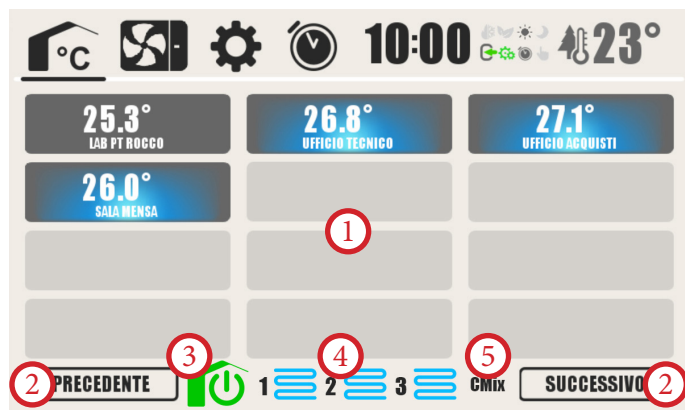 °C 10:00 23°
25.3° 26.8° 27.1°
LAB PT ROCCO UFFICIO TECNICO UFFICIO ACQUISTI
26.0°
SALA MENSA
1
3 4 5
2 PRECEDENTE 1 2 3 CMix SUCCESSIVO 2